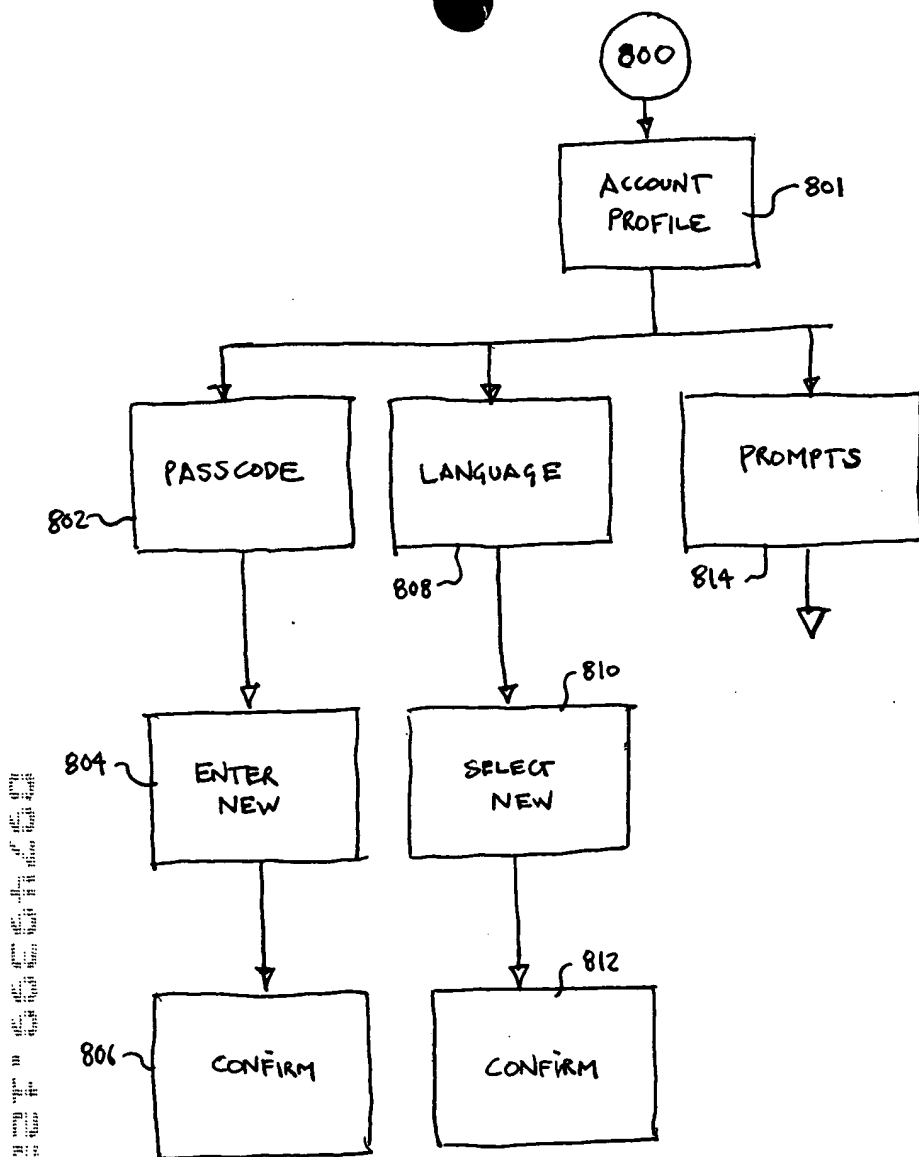 800
ACCOUNT
PROFILE
801
PASSCODE
LANGUAGE
PROMPTS
802
808
814
810
804
ENTER
NEW
SELECT
NEW
812
806
CONFIRM
CONFIRM